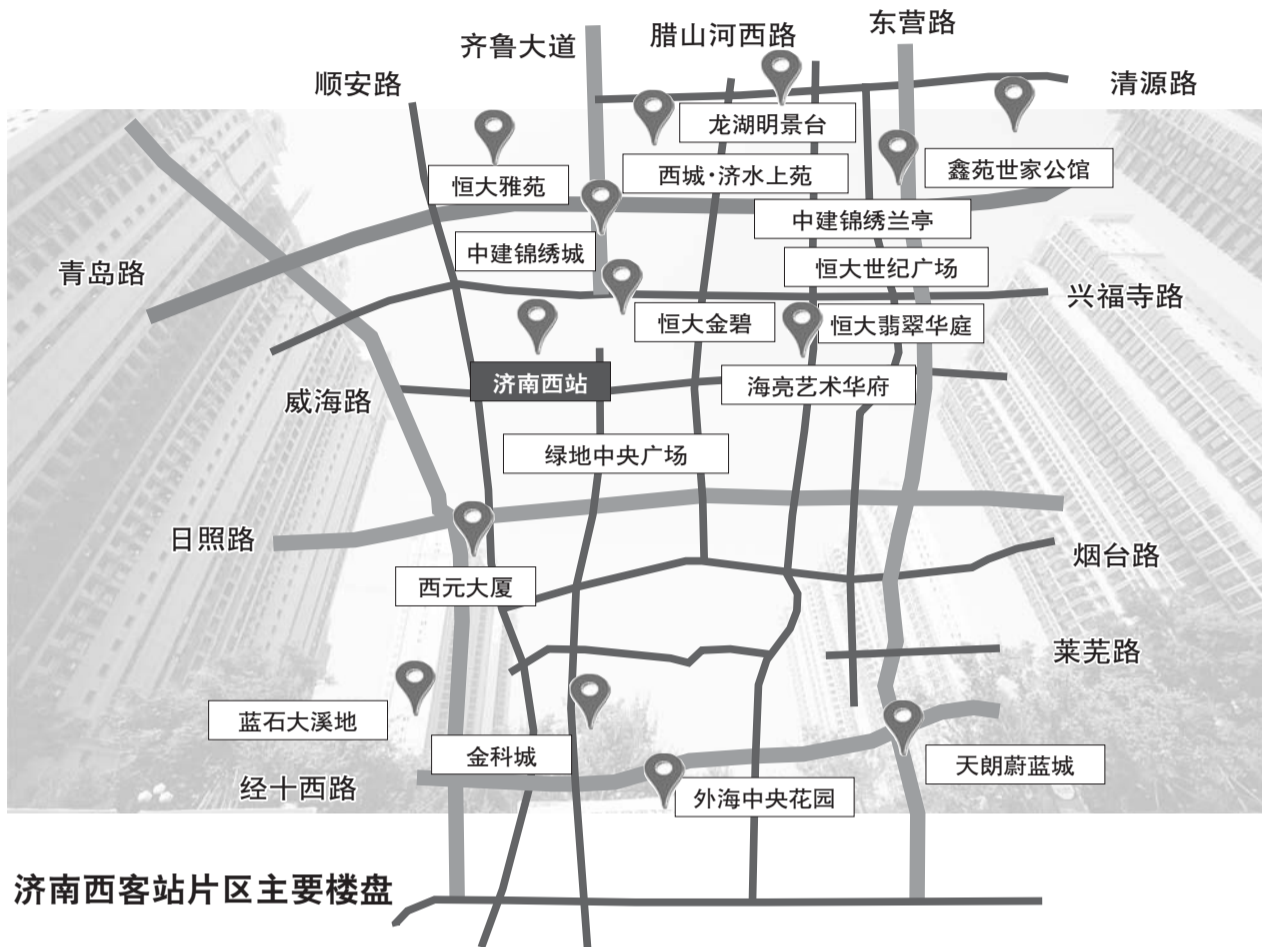 东营路
腊山河西路
齐鲁大道
顺安路
清源路
龙湖明景台
西城·济水上苑
鑫苑世家公馆
恒大雅苑
中建锦绣兰亭
中建锦绣城
恒大世纪广场
青岛路
兴福寺路
恒大金碧
恒大翡翠华庭
济南西站
海亮艺术华府
威海路
绿地中央广场
日照路
烟台路
西元大厦
莱芜路
蓝石大溪地
金科城
天朗蔚蓝城
经十西路
外海中央花园
济南西客站片区主要楼盘